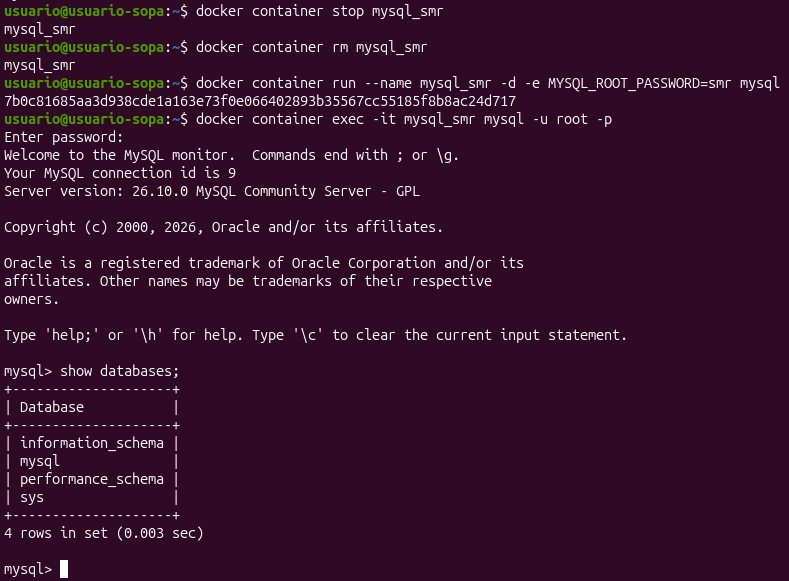 usuario@usuario-sopa:~$ docker container stop mysql_smr
mysql_smr
usuario@usuario-sopa:~$ docker container rm mysql_smr
mysql_smr
usuario@usuario-sopa:~$ docker container run --name mysql_smr -d -e MYSQL_ROOT_PASSWORD=smr mysql
7b0c81685aa3d938cde1a163e73f0e066402893b35567cc55185f8b8ac24d717
usuario@usuario-sopa:~$ docker container exec -it mysql_smr mysql -u root -p
Enter password:
Welcome to the MySQL monitor.  Commands end with ; or \g.
Your MySQL connection id is 9
Server version: 26.10.0 MySQL Community Server - GPL

Copyright (c) 2000, 2026, Oracle and/or its affiliates.

Oracle is a registered trademark of Oracle Corporation and/or its
affiliates. Other names may be trademarks of their respective
owners.

Type 'help;' or '\h' for help. Type '\c' to clear the current input statement.

mysql> show databases;
+--------------------+
| Database           |
+--------------------+
| information_schema |
| mysql              |
| performance_schema |
| sys                |
+--------------------+
4 rows in set (0.003 sec)

mysql>